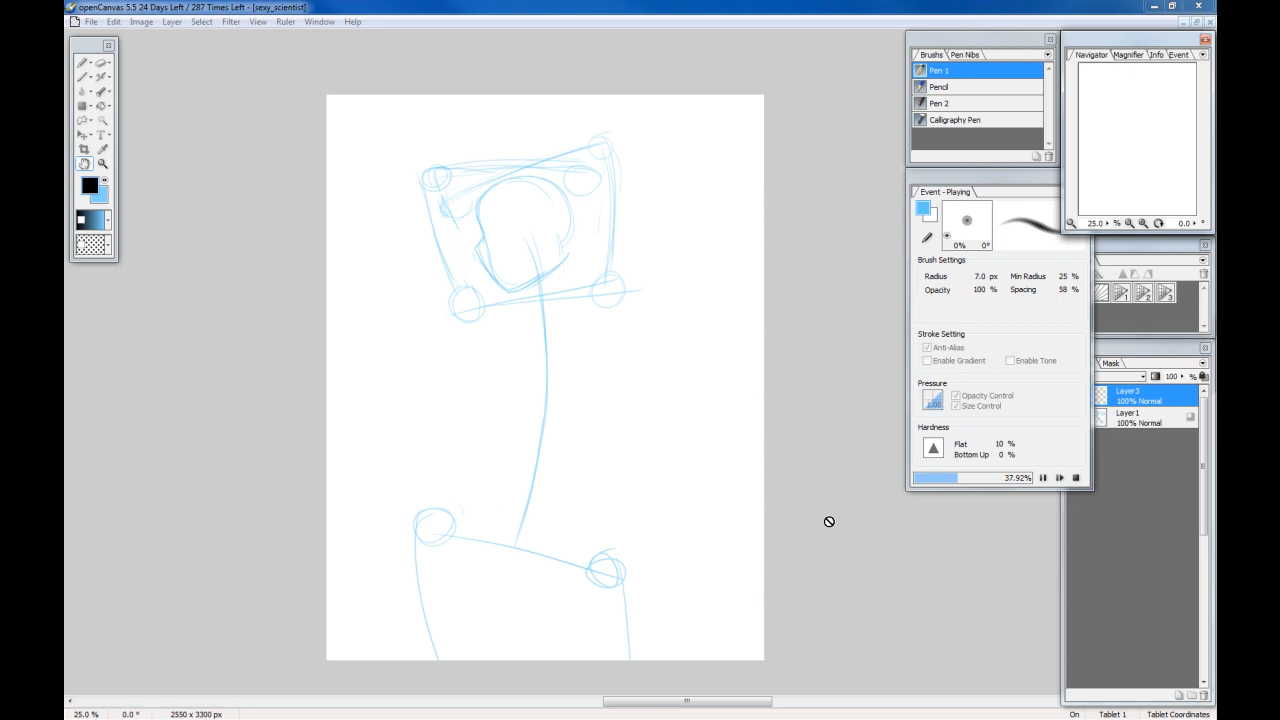 openCanvas 5.5 24 Days Left / 287 Times Left - [sexy_scientist]
File Edit Image Layer Select Filter View Ruler Window Help
Brushs Pen Nibs
Pen 1
Pencil
Pen 2
Calligraphy Pen
Navigator Magnifier Info Event
25.0 % 0.0 °
Event - Playing
0% 0°
Brush Settings
Radius 7.0 px Min Radius 25 %
Opacity 100 % Spacing 58 %
Stroke Setting
Anti-Alias
Enable Gradient Enable Tone
Pressure
Opacity Control
Size Control
Hardness
Flat 10 %
Bottom Up 0 %
37.92%
1 2 3
Mask
100 %
Layer3
100% Normal
Layer1
100% Normal
25.0 % 0.0 ° 2550 x 3300 px On Tablet 1 Tablet Coordinates